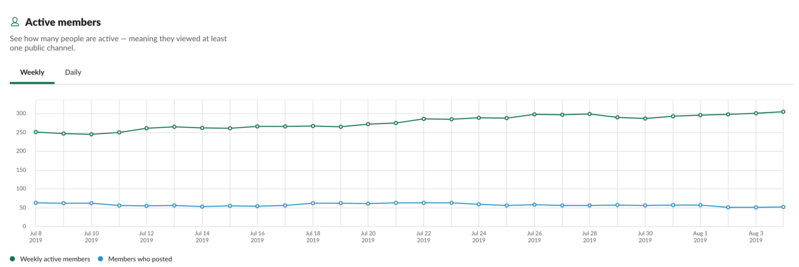 Active members
See how many people are active — meaning they viewed at least
one public channel.
Weekly Daily
300
250
200
150
100
50
0
Jul 8 2019
Jul 10 2019
Jul 12 2019
Jul 14 2019
Jul 16 2019
Jul 18 2019
Jul 20 2019
Jul 22 2019
Jul 24 2019
Jul 26 2019
Jul 28 2019
Jul 30 2019
Aug 1 2019
Aug 3 2019
Weekly active members Members who posted